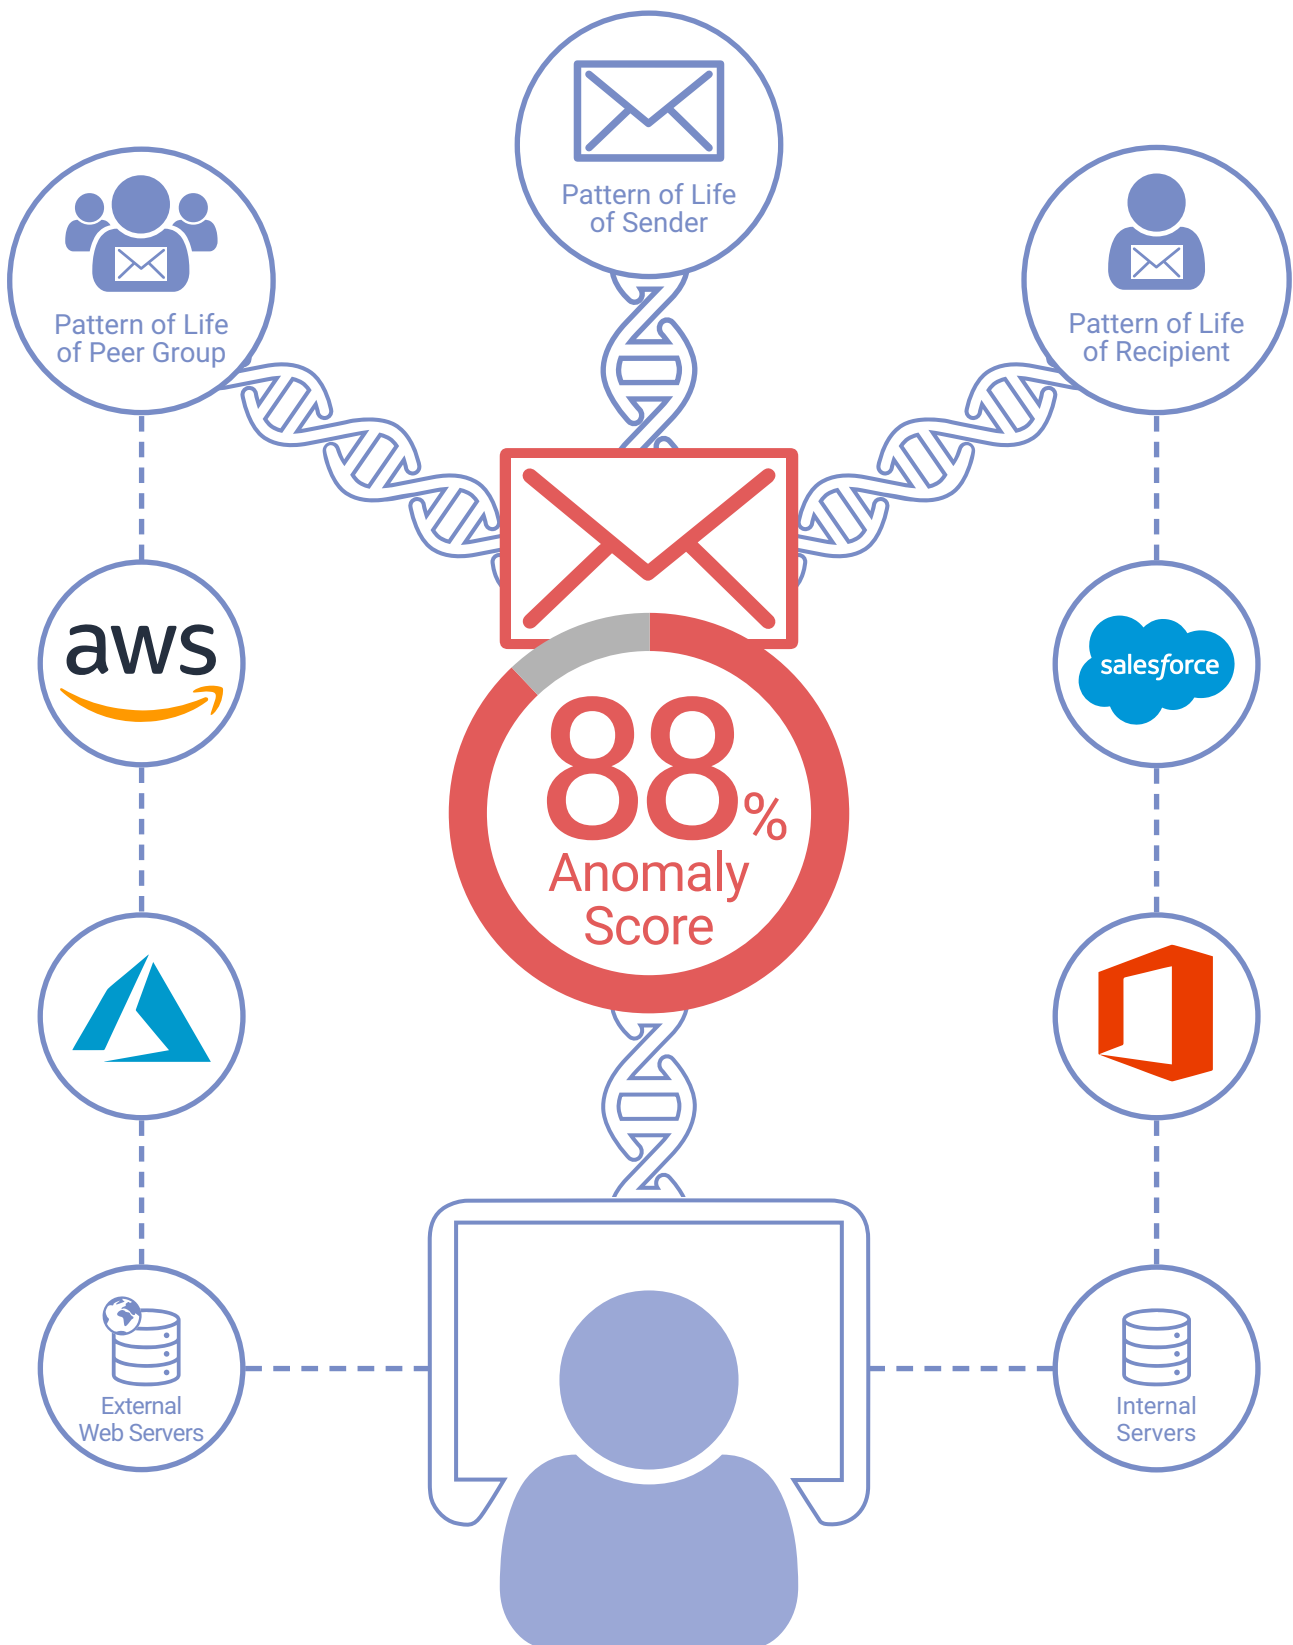 Pattern of Life
of Sender
Pattern of Life
of Peer Group
Pattern of Life
of Recipient
aws
salesforce
88%
Anomaly
Score
External
Web Servers
Internal
Servers